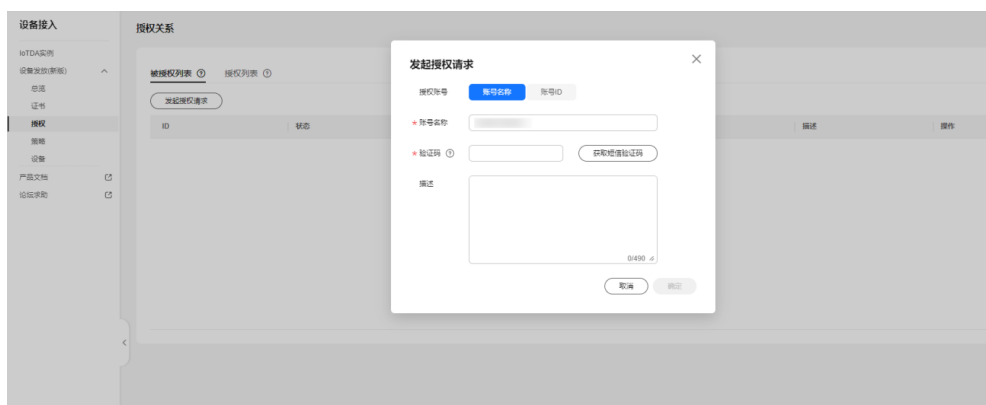 设备接入
IoTDA实例
设备发放(新版)
总览
证书
授权
策略
设备
产品文档
论坛求助
授权关系
被授权列表
授权列表
发起授权请求
ID
状态
描述
操作
发起授权请求
授权账号
账号名称
账号ID
* 账号名称
* 验证码
获取短信验证码
描述
0/490
取消
确定